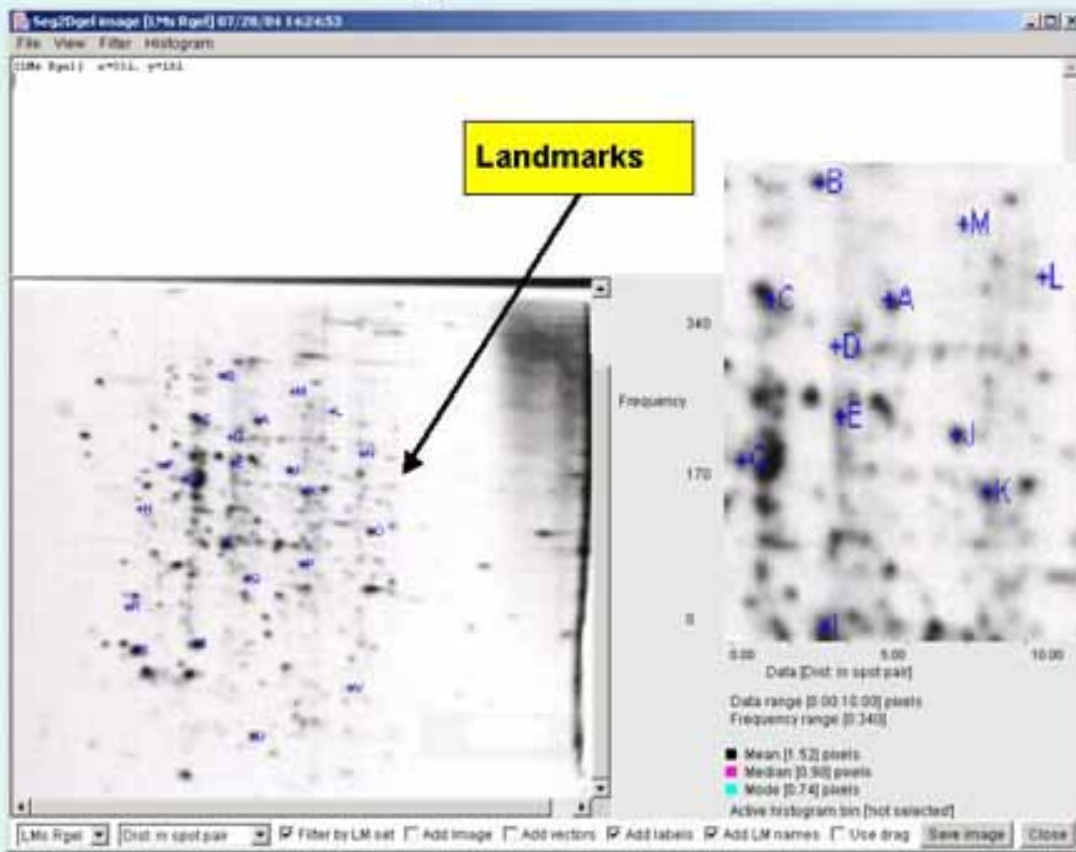 Seg2Dgel image [LMs Rgel] 07/28/04 14:24:53
File View Filter Histogram
Landmarks
B
M
L
C
A
D
E
J
K
340
Frequency
170
0
0.00 5.00 10.00
Data [Dist in spot pair]
Data range [0.00:10.00] pixels
Frequency range [0:340]
Mean [1.52] pixels
Median [0.98] pixels
Mode [0.74] pixels
Active histogram bin [not selected]
LMs Rgel Dist in spot pair Filter by LM set Add image Add vectors Add labels Add LM names Use drag Save image Close